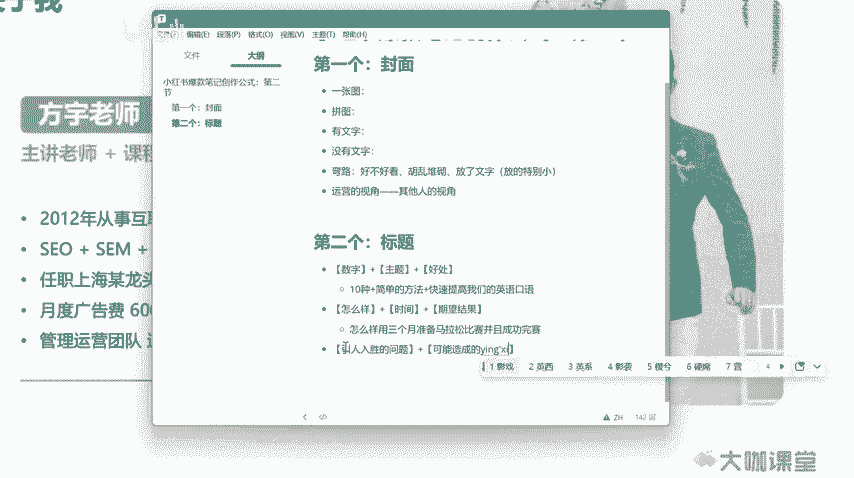 文件(F) 编辑(E) 段落(P) 格式(O) 视图(V) 主题(T) 帮助(H)
文件 大纲
小红书爆款笔记创作公式：第二
节
第一个：封面
第二个：标题
第一个：封面
一张图：
拼图：
有文字：
没有文字：
弯路：好不好看、胡乱堆砌、放了文字（放的特别小）
运营的视角——其他人的视角
第二个：标题
【数字】+【主题】+【好处】
10种+简单的方法+快速提高我们的英语口语
【怎么样】+【时间】+【期望结果】
怎么样用三个月准备马拉松比赛并且成功完赛
【引人入胜的问题】+【可能造成的ying'xi】
1 影戏 2 英西 3 英系 4 影袭 5 樱兮 6 硬席 7 营
ZH 142 词
方宇老师
主讲老师 + 课程
2012年从事互联
SEO + SEM +
任职上海某龙头
月度广告费 600
管理运营团队
大咖课堂